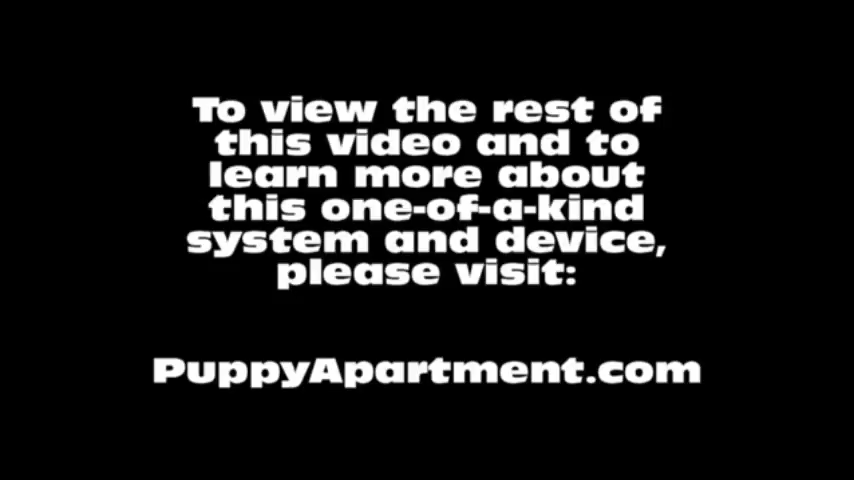 To view the rest of
this video and to
learn more about
this one-of-a-kind
system and device,
please visit:
PuppyApartment.com